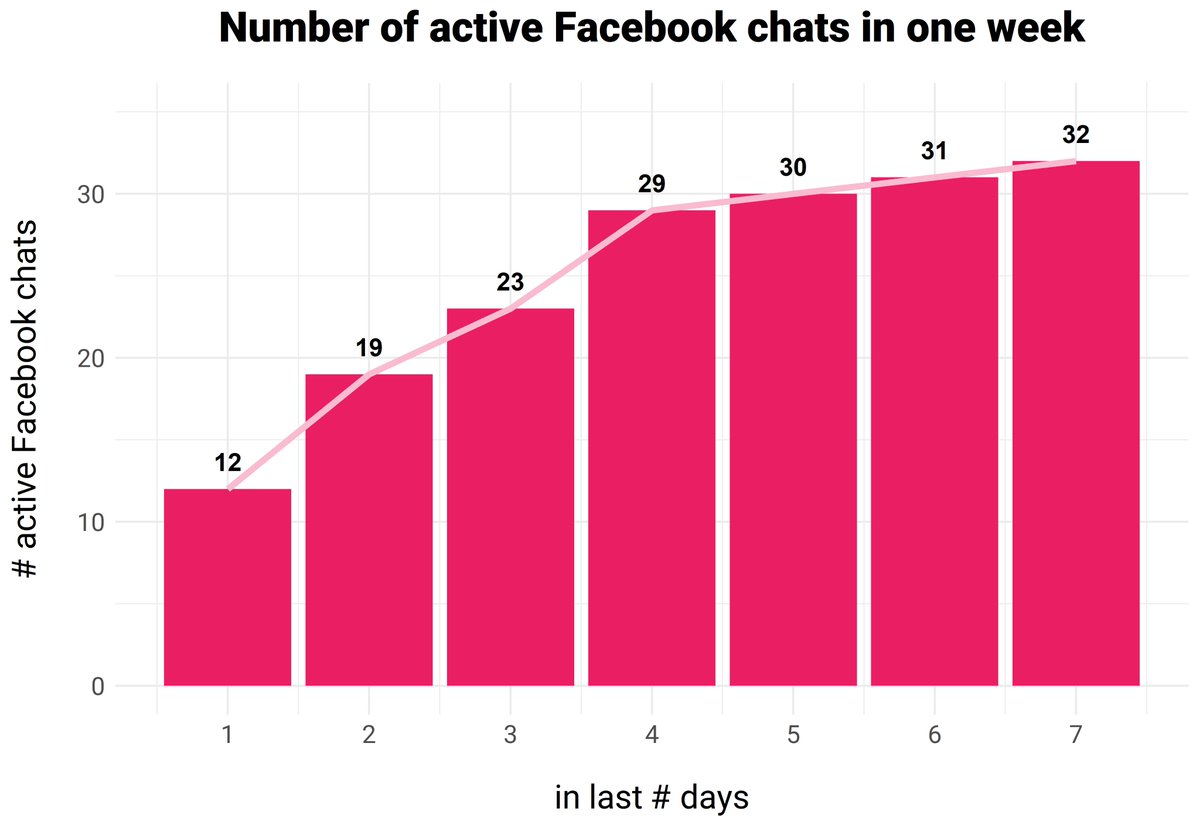 Number of active Facebook chats in one week
# active Facebook chats
30
20
10
0
12
19
23
29
30
31
32
1 2 3 4 5 6 7
in last # days